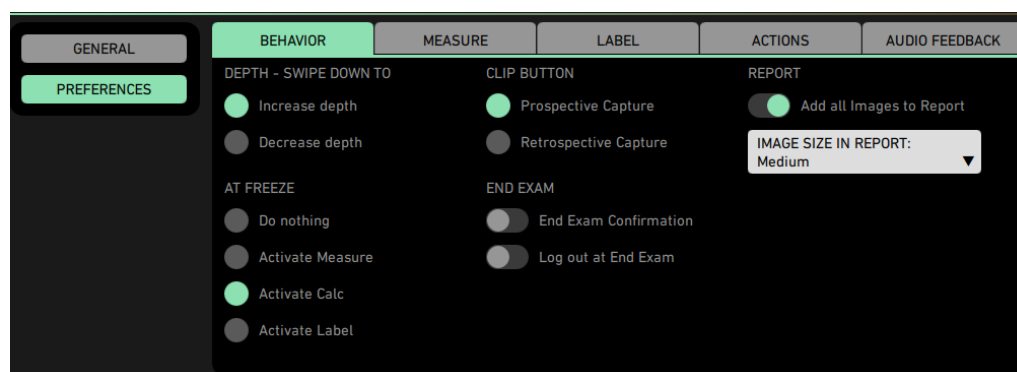 GENERAL
PREFERENCES
BEHAVIOR
MEASURE
LABEL
ACTIONS
AUDIO FEEDBACK
DEPTH - SWIPE DOWN TO
Increase depth
Decrease depth
AT FREEZE
Do nothing
Activate Measure
Activate Calc
Activate Label
CLIP BUTTON
Prospective Capture
Retrospective Capture
END EXAM
End Exam Confirmation
Log out at End Exam
REPORT
Add all Images to Report
IMAGE SIZE IN REPORT:
Medium